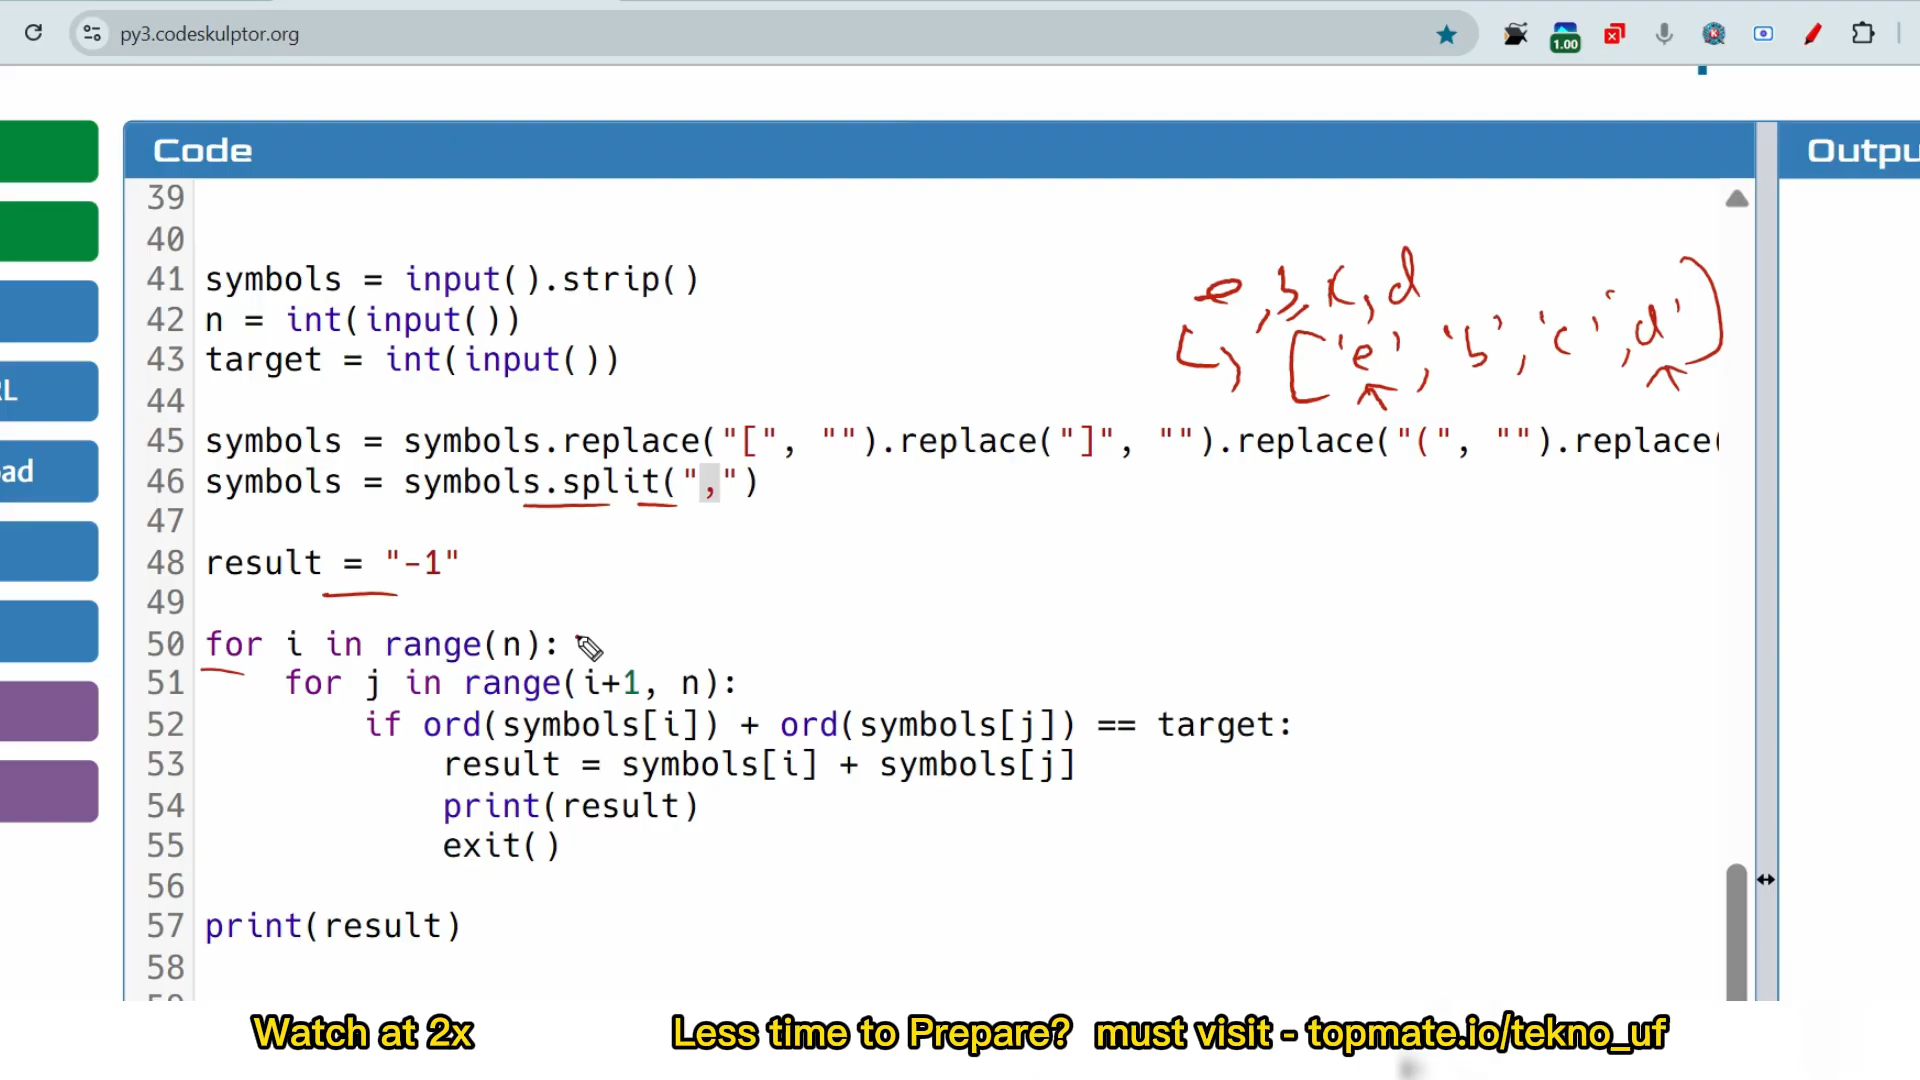 py3.codeskulptor.org
1.00
Code
Outpu
RL
ad
39
40
41 symbols = input().strip()
42 n = int(input())
43 target = int(input())
44
45 symbols = symbols.replace("[", "").replace("]", "").replace("(", "").replace(
46 symbols = symbols.split(",")
47
48 result = "-1"
49
50 for i in range(n):
51 for j in range(i+1, n):
52 if ord(symbols[i]) + ord(symbols[j]) == target:
53 result = symbols[i] + symbols[j]
54 print(result)
55 exit()
56
57 print(result)
58
e, b, c, d
['e', 'b', 'c', 'd']
Watch at 2x
Less time to Prepare? must visit - topmate.io/tekno_uf